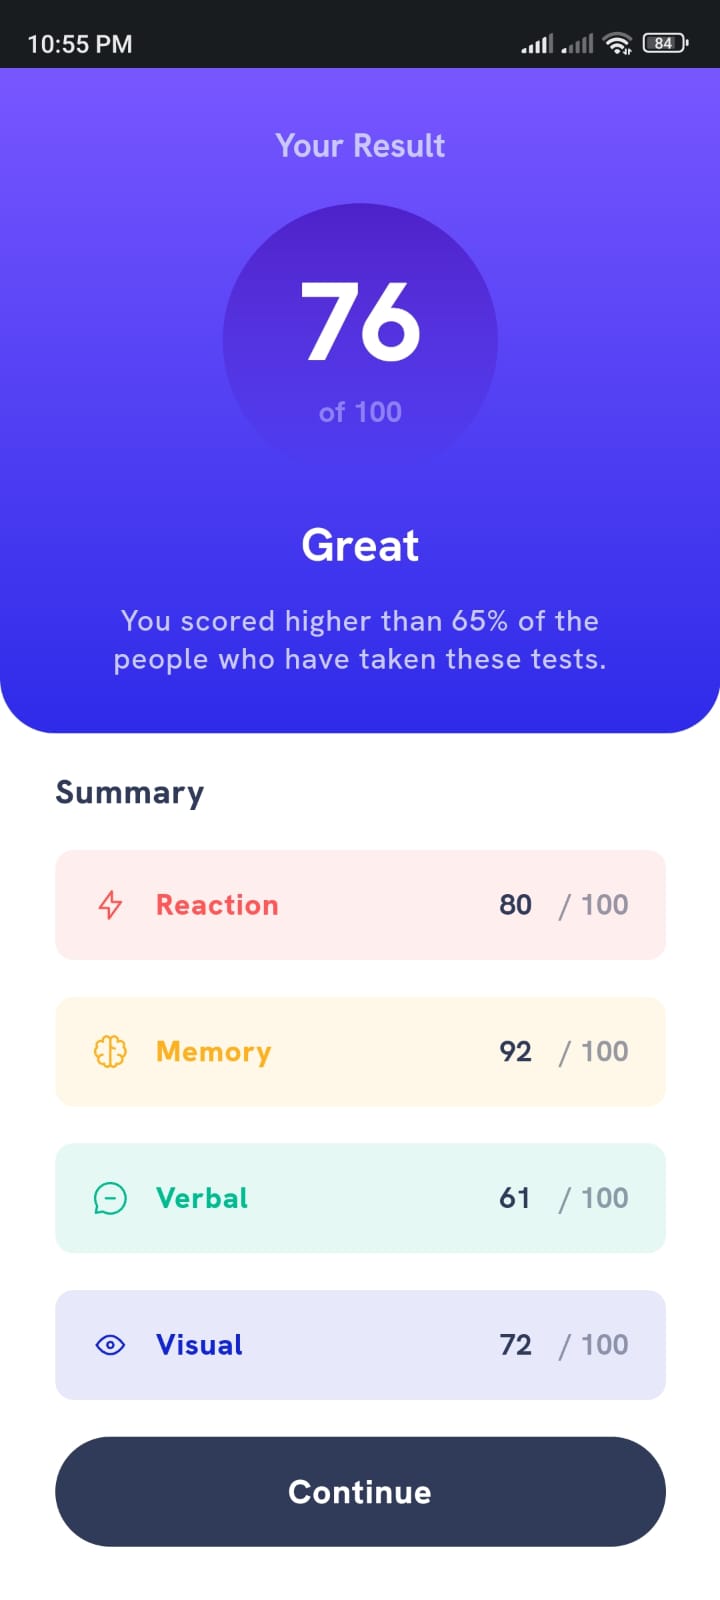 10:55 PM 84
Your Result
76
of 100
Great
You scored higher than 65% of the
people who have taken these tests.
Summary
Reaction 80 / 100
Memory 92 / 100
Verbal 61 / 100
Visual 72 / 100
Continue